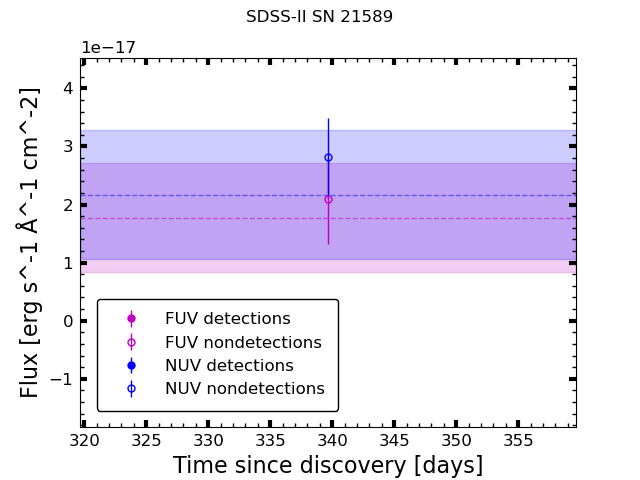 SDSS-II SN 21589
1e−17
4
3
2
1
0
−1
Flux [erg s^-1 Å^-1 cm^-2]
FUV detections
FUV nondetections
NUV detections
NUV nondetections
320 325 330 335 340 345 350 355
Time since discovery [days]